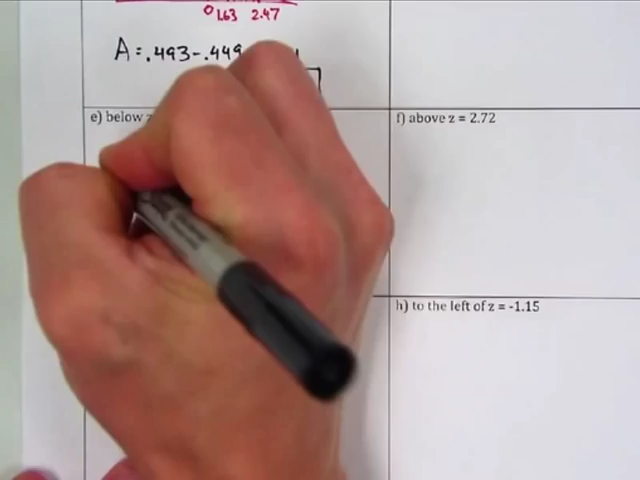 0 1.63 2.47
A = .493 - .449
e) below
f) above z = 2.72
h) to the left of z = -1.15